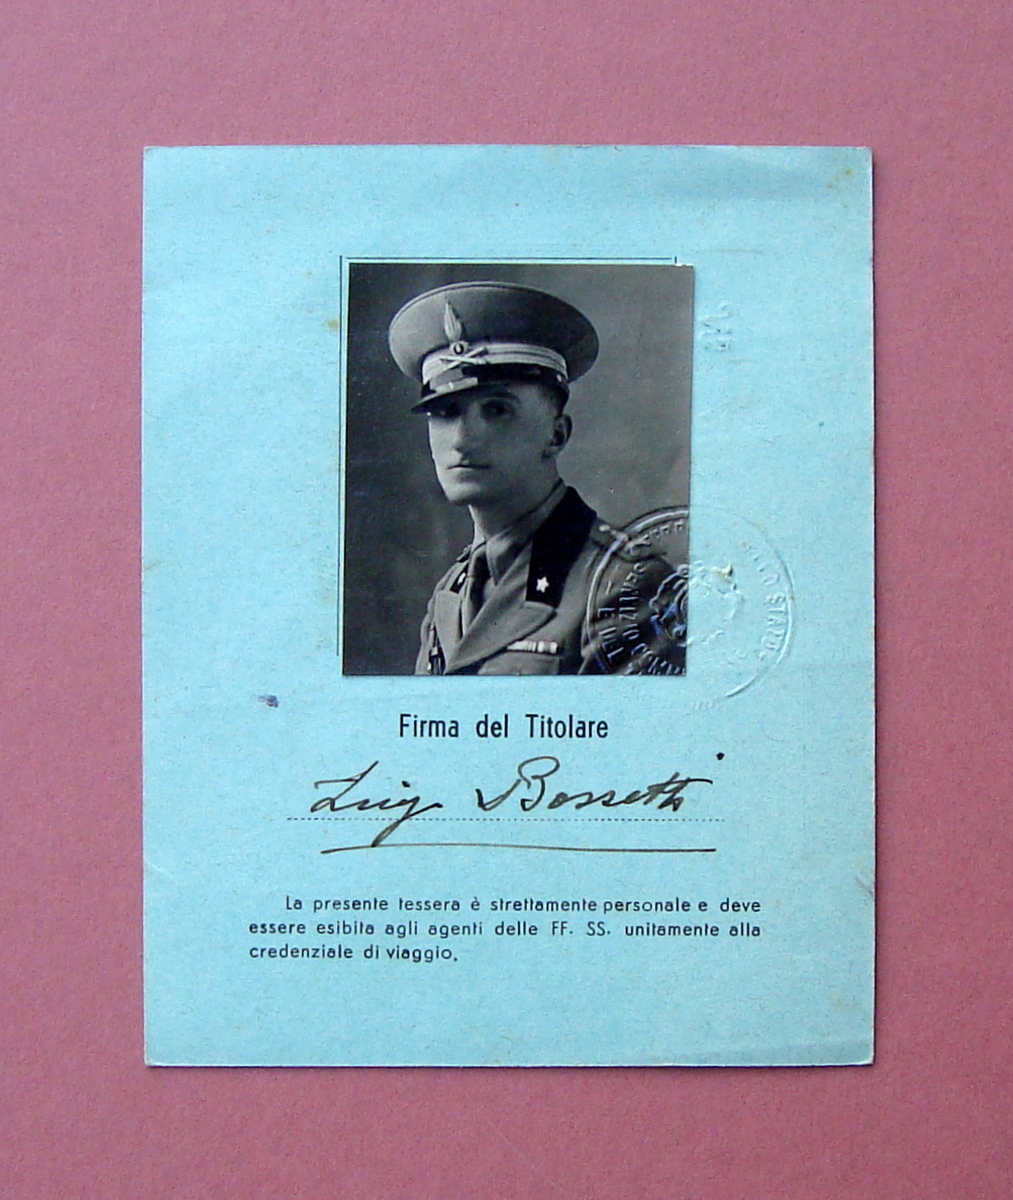 Firma del Titolare
Luigi Bossetti
La presente tessera è strettamente personale e deve
essere esibita agli agenti delle FF. SS. unitamente alla
credenziale di viaggio.